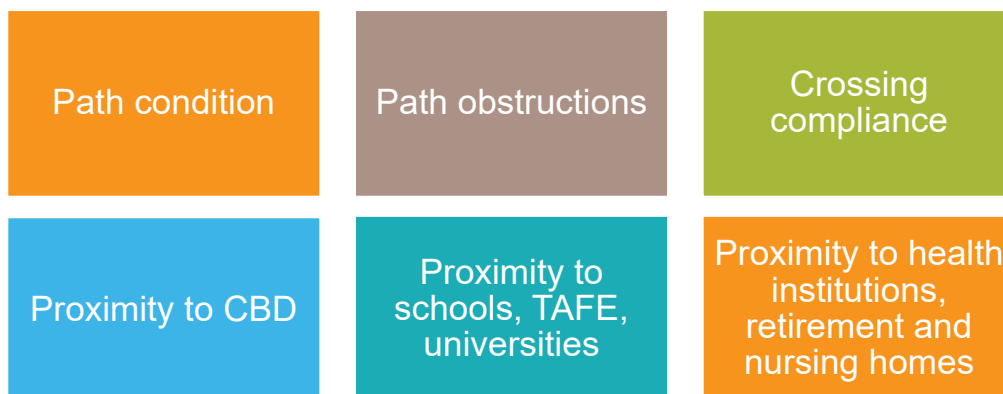 Path condition
Path obstructions
Crossing
compliance
Proximity to CBD
Proximity to
schools, TAFE,
universities
Proximity to health
institutions,
retirement and
nursing homes